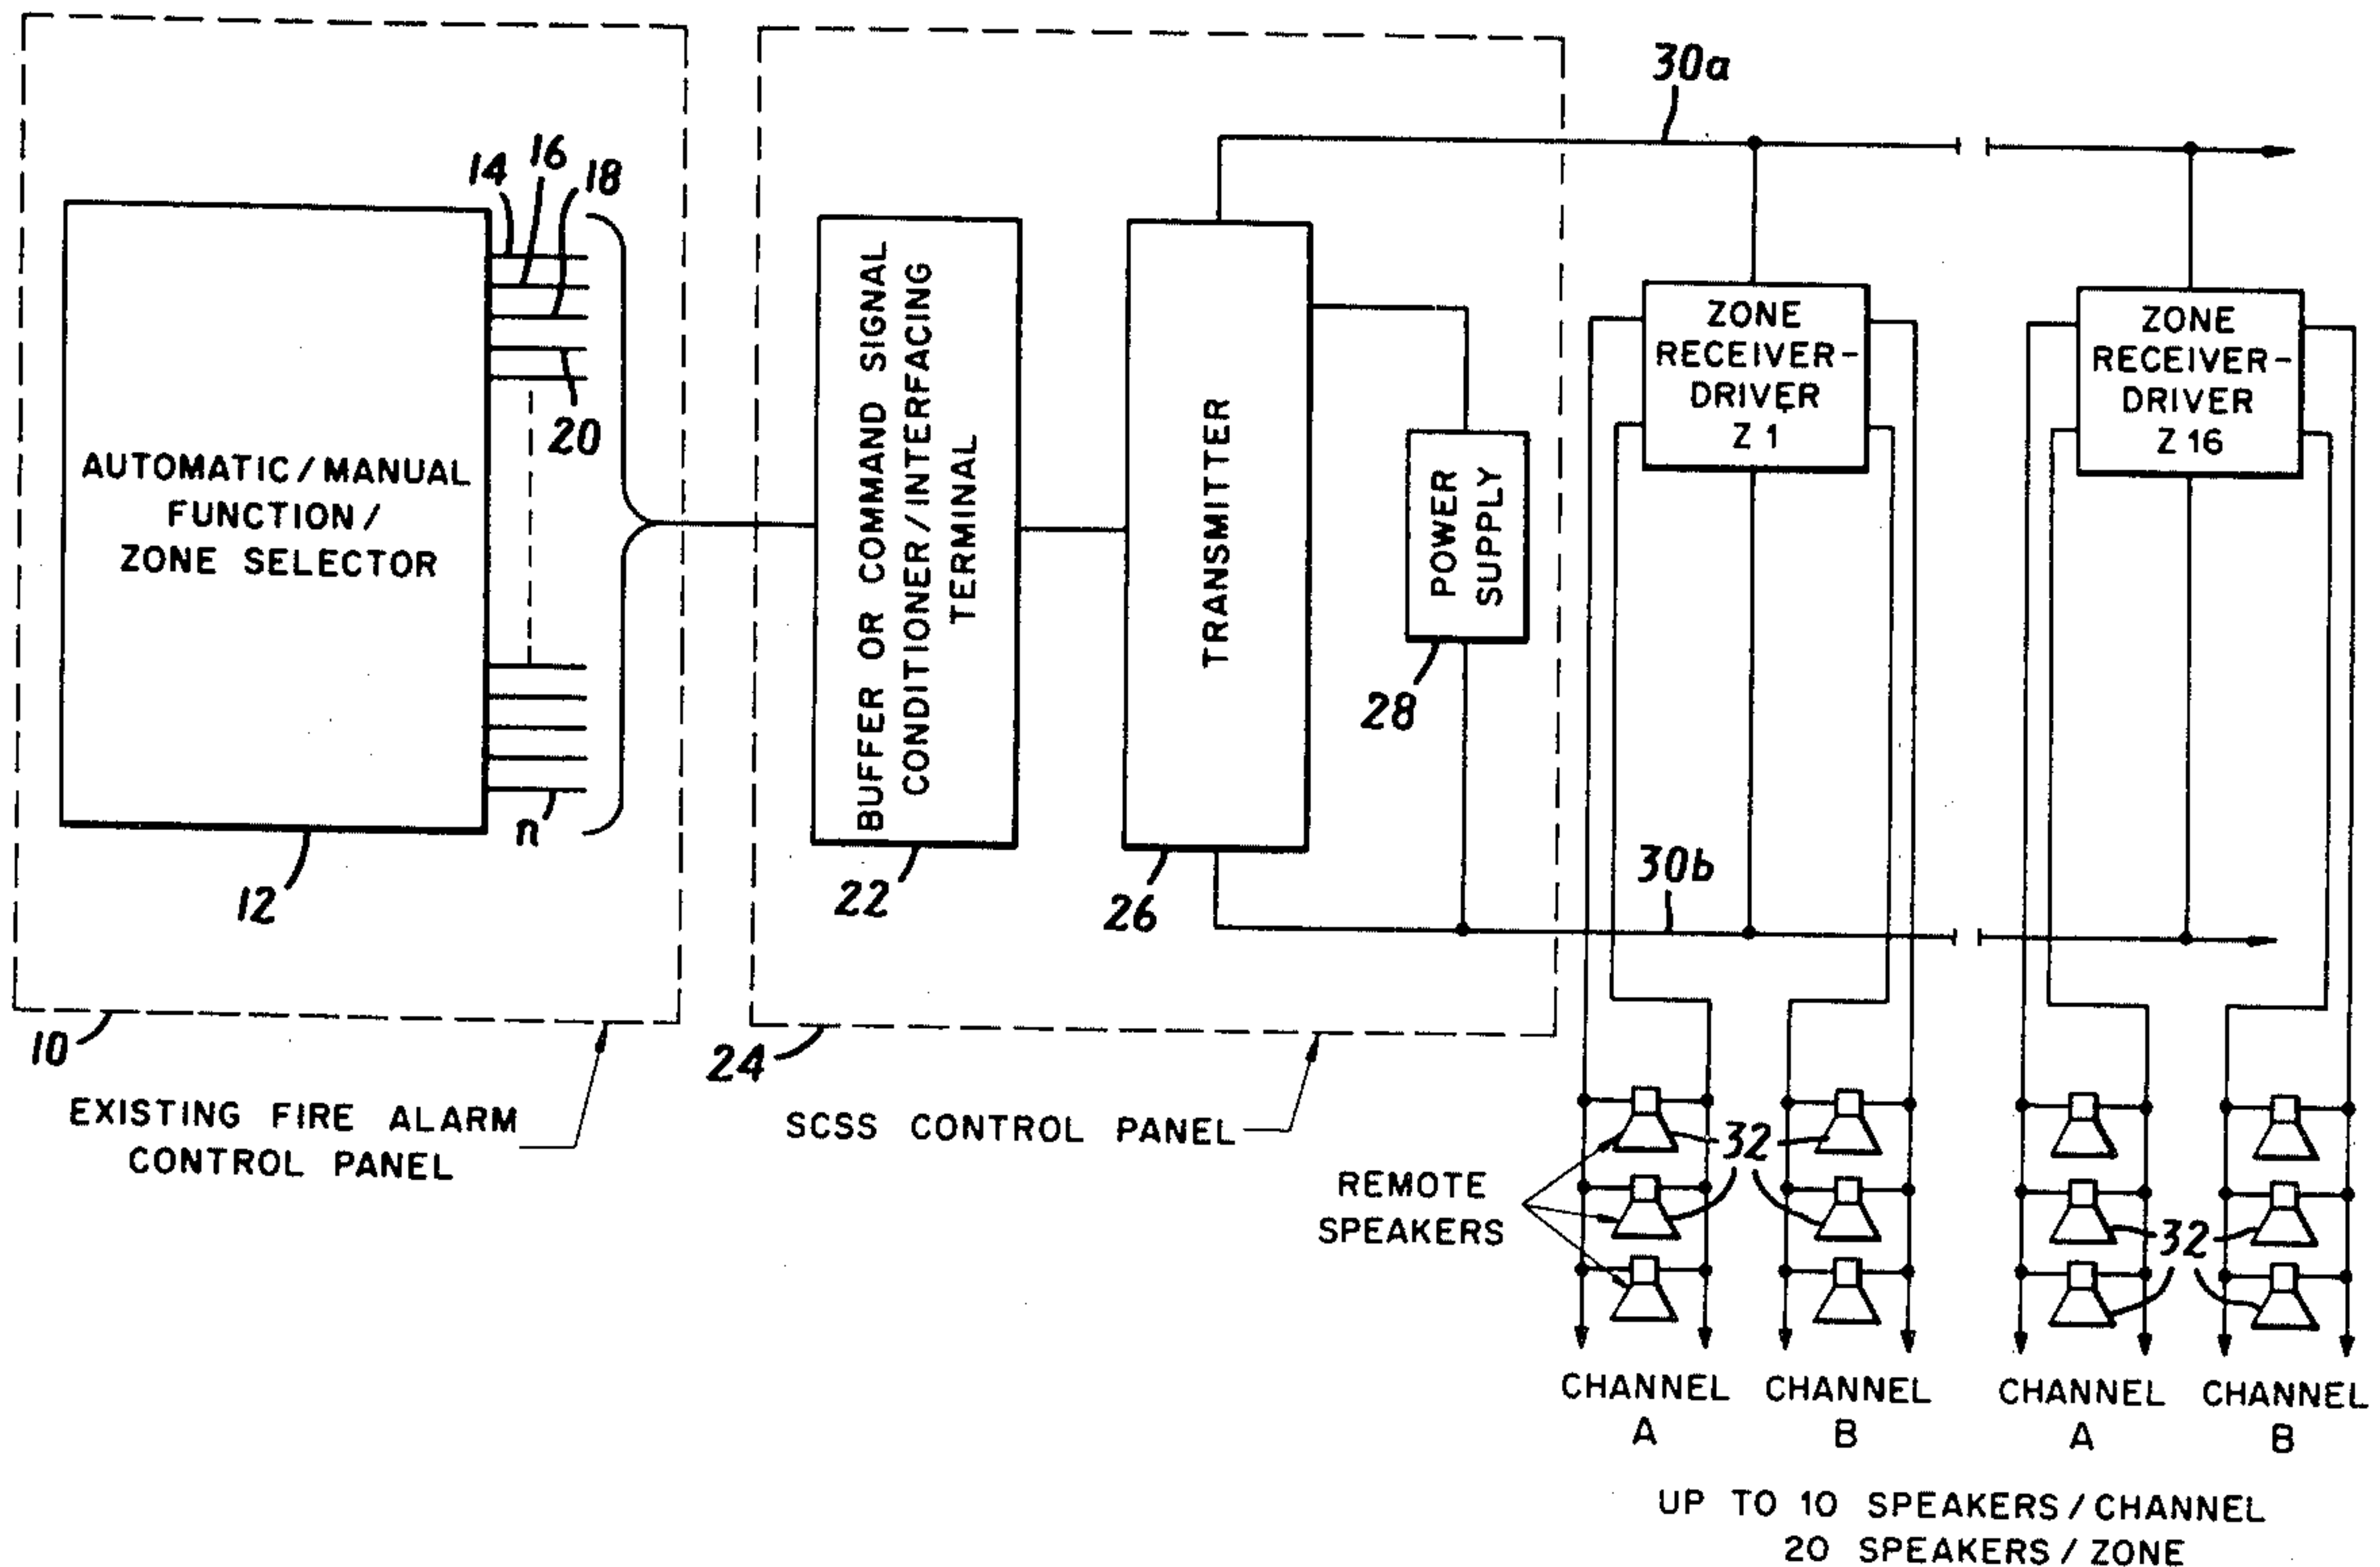 30a
14
16
18
20
AUTOMATIC/MANUAL
FUNCTION/
ZONE SELECTOR
n
12
10
EXISTING FIRE ALARM
CONTROL PANEL
BUFFER OR COMMAND SIGNAL
CONDITIONER/INTERFACING
TERMINAL
22
TRANSMITTER
26
POWER
SUPPLY
28
24
SCSS CONTROL PANEL
30b
ZONE
RECEIVER-
DRIVER
Z 1
ZONE
RECEIVER-
DRIVER
Z 16
REMOTE
SPEAKERS
32
32
CHANNEL
A
CHANNEL
B
CHANNEL
A
CHANNEL
B
UP TO 10 SPEAKERS/CHANNEL
20 SPEAKERS/ZONE